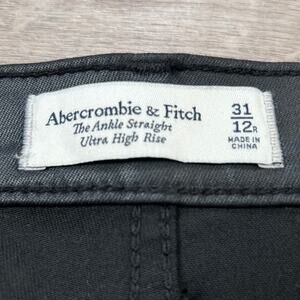 Abercrombie & Fitch
The Ankle Straight
Ultra High Rise
31
12R
MADE IN
CHINA